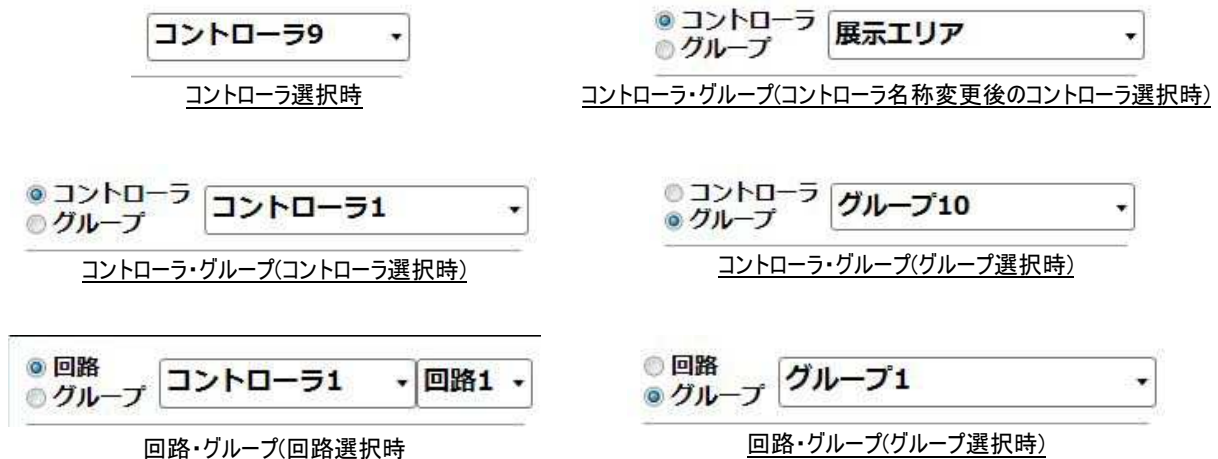 コントローラ9
コントローラ選択時
コントローラ
グループ
展示エリア
コントローラ・グループ(コントローラ名称変更後のコントローラ選択時)
コントローラ
グループ
コントローラ1
コントローラ・グループ(コントローラ選択時)
コントローラ
グループ
グループ10
コントローラ・グループ(グループ選択時)
回路
グループ
コントローラ1
回路1
回路・グループ(回路選択時
回路
グループ
グループ1
回路・グループ(グループ選択時)